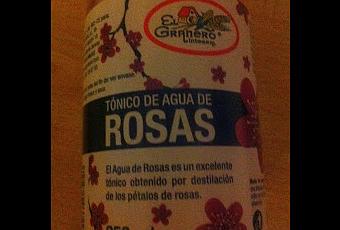 El
Granero
Integral
TÓNICO DE AGUA DE
ROSAS
El Agua de Rosas es un excelente
tónico obtenido por destilación
de los pétalos de rosas.